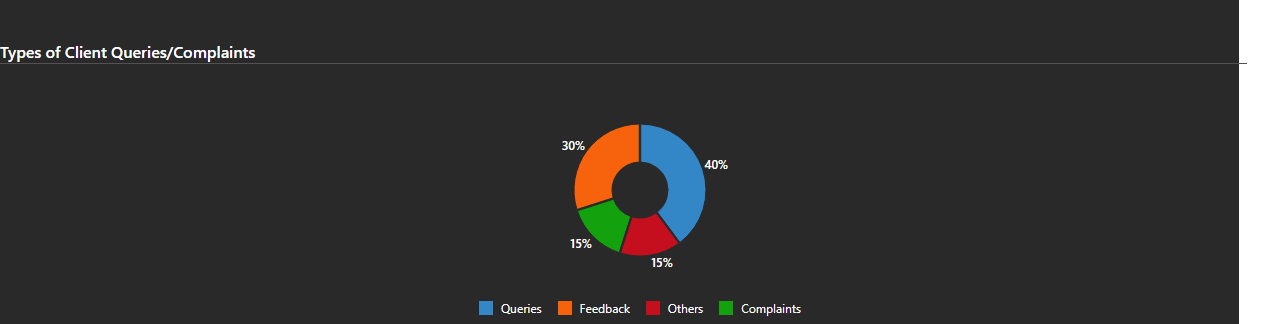 Types of Client Queries/Complaints
30%
40%
15%
15%
Queries Feedback Others Complaints